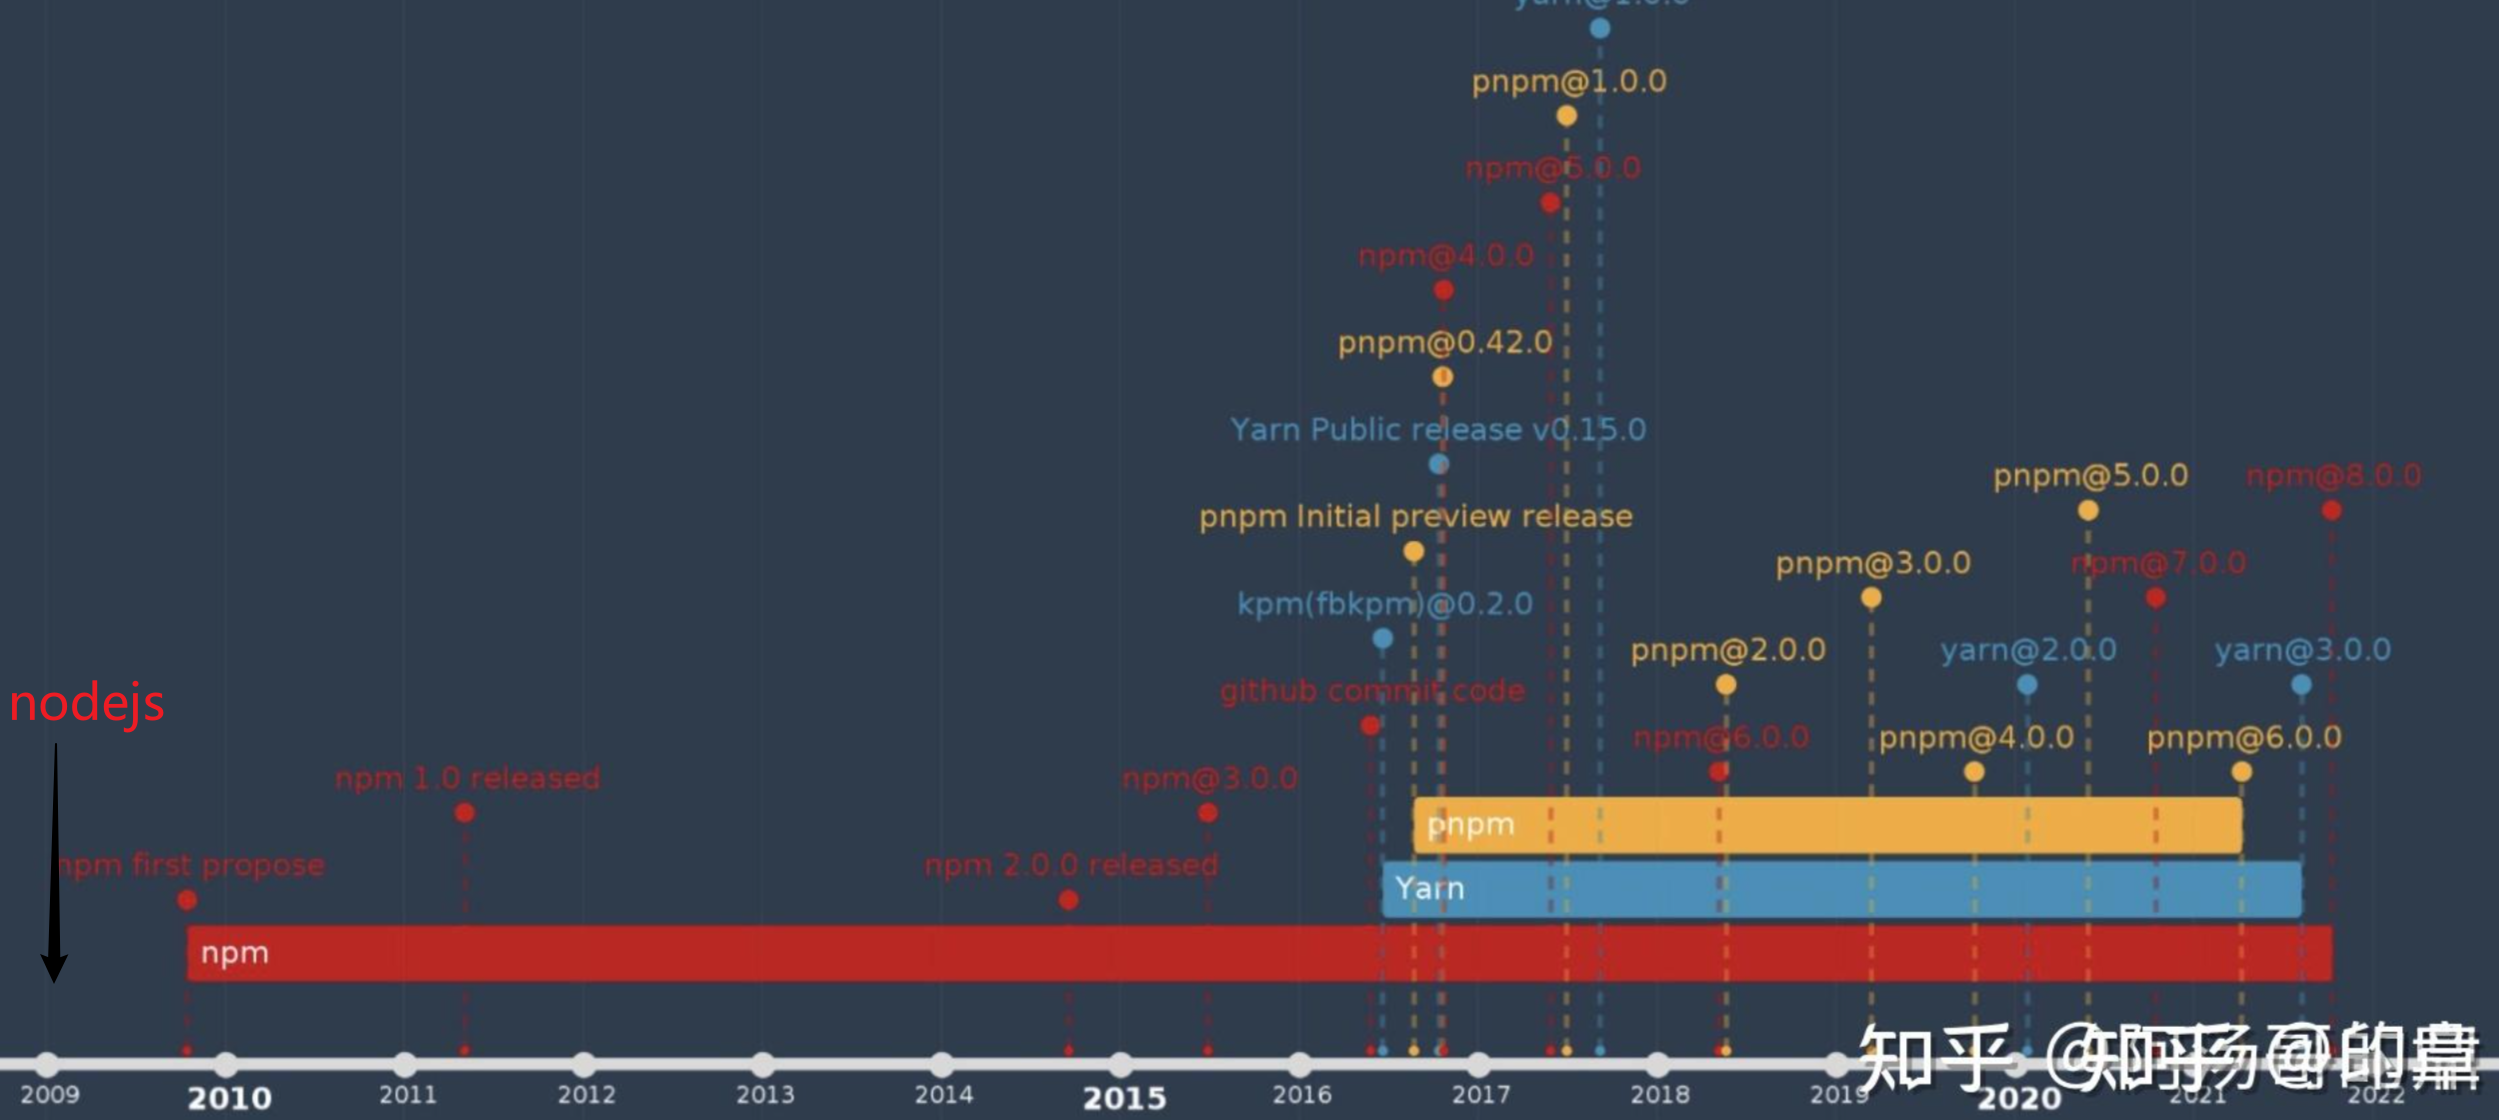 yarn@1.0.0
pnpm@1.0.0
npm@5.0.0
npm@4.0.0
pnpm@0.42.0
Yarn Public release v0.15.0
pnpm@5.0.0
npm@8.0.0
pnpm Initial preview release
pnpm@3.0.0
npm@7.0.0
kpm(fbkpm)@0.2.0
pnpm@2.0.0
yarn@2.0.0
yarn@3.0.0
github commit code
nodejs
npm@6.0.0
pnpm@4.0.0
pnpm@6.0.0
npm 1.0 released
npm@3.0.0
pnpm
npm first propose
npm 2.0.0 released
Yarn
npm
知乎
2009
2010
2011
2012
2013
2014
2015
2016
2017
2018
2019
2020
2021
2022